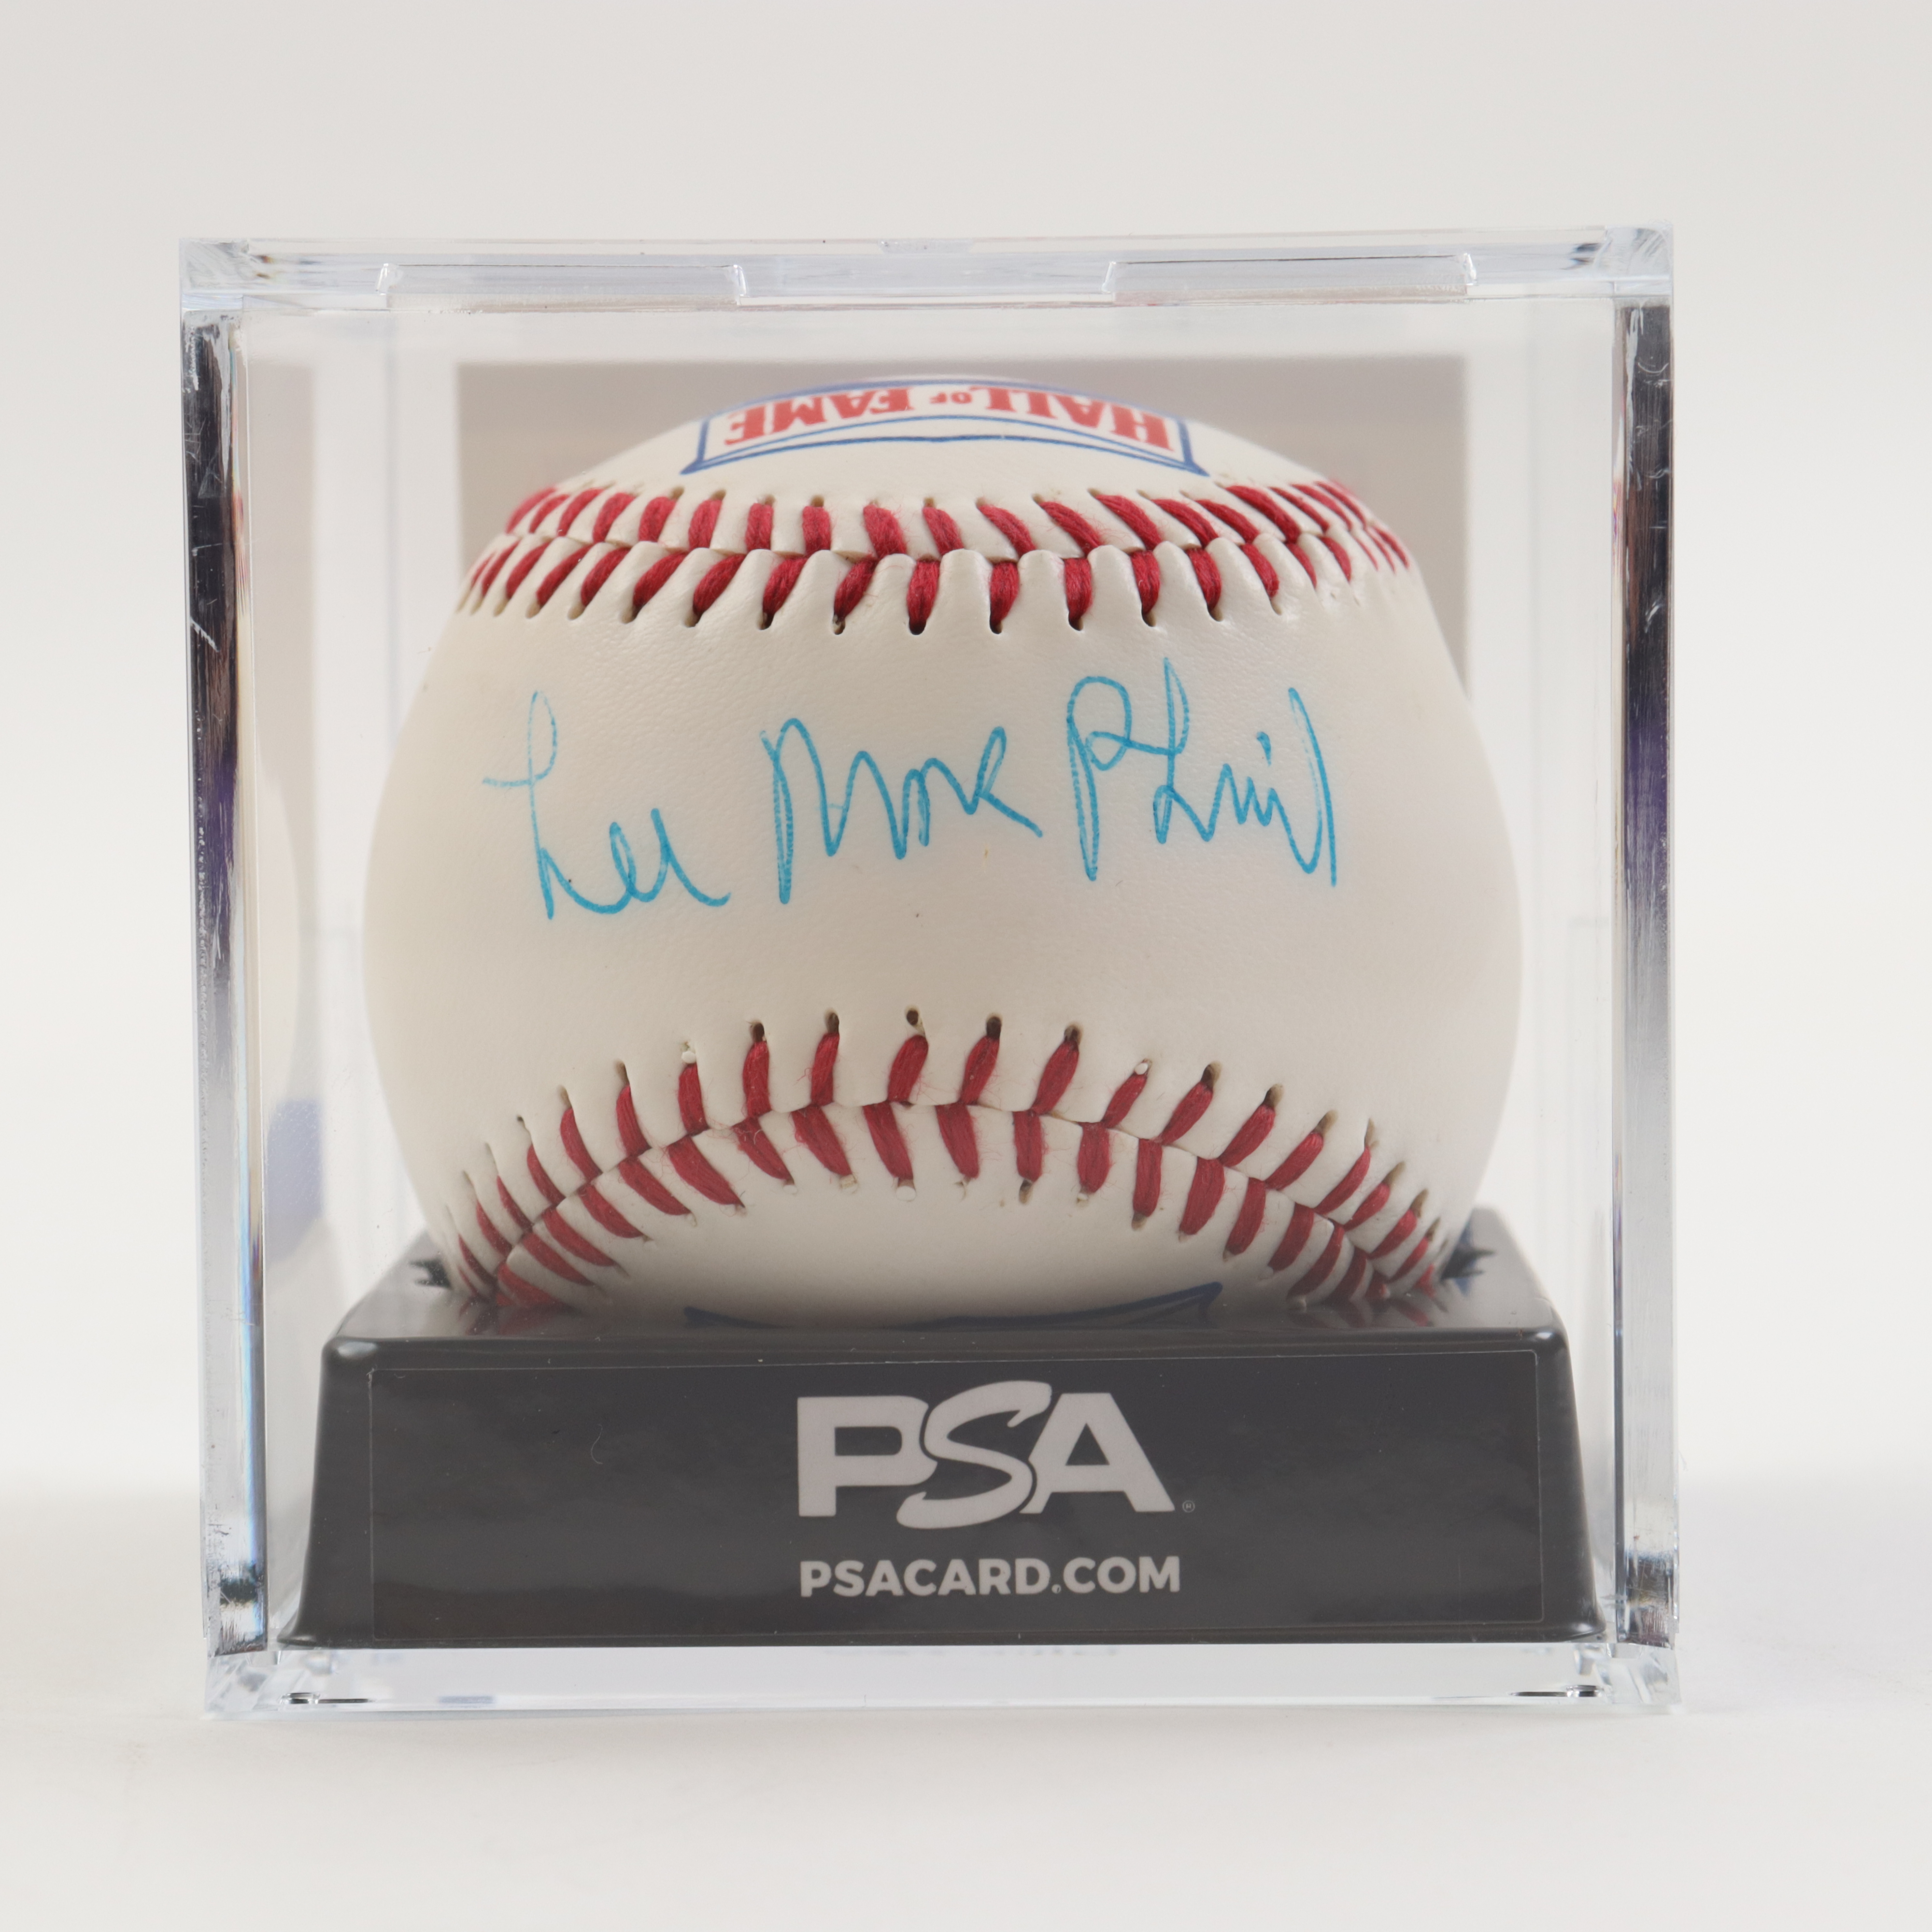 HALL OF FAME
Lee MacPhail
PSA®
PSACARD.COM